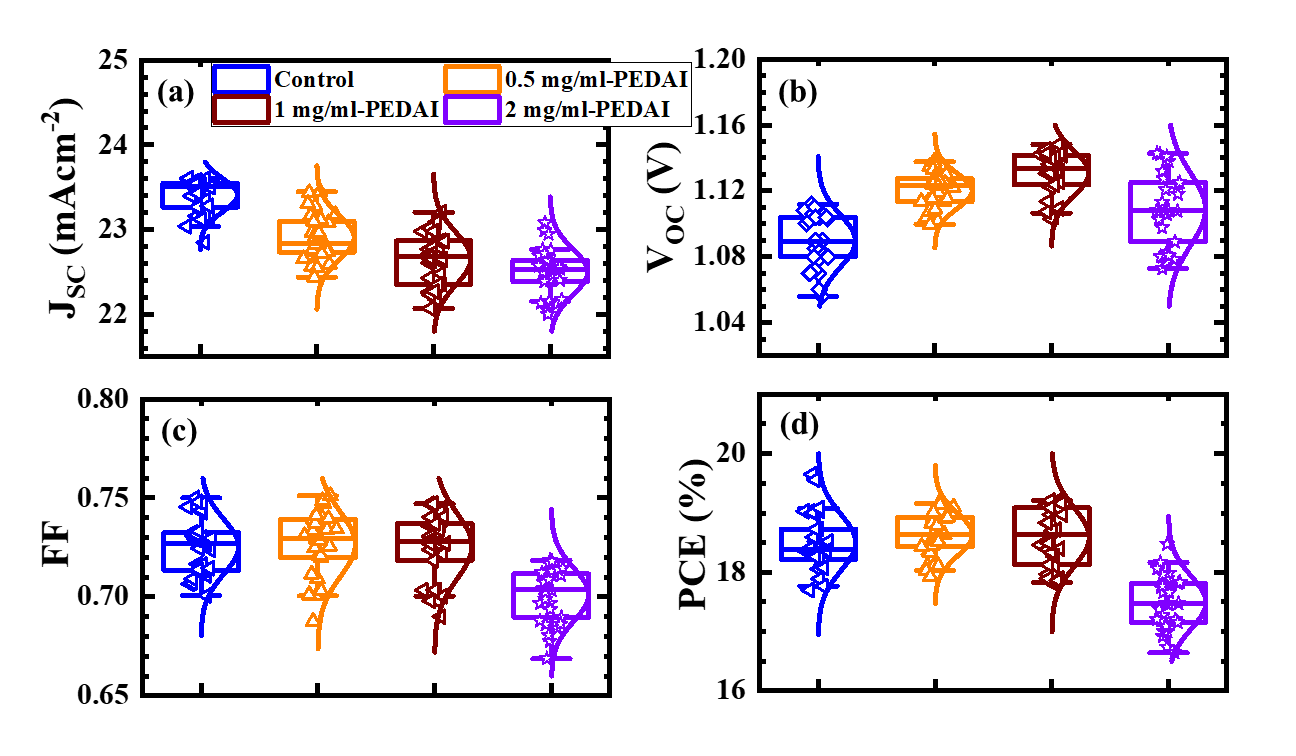 (a)
Control
0.5 mg/ml-PEDAI
1 mg/ml-PEDAI
2 mg/ml-PEDAI
25
24
23
22
J_SC (mAcm^-2)
(b)
1.20
1.16
1.12
1.08
1.04
V_OC (V)
(c)
0.80
0.75
0.70
0.65
FF
(d)
20
18
16
PCE (%)